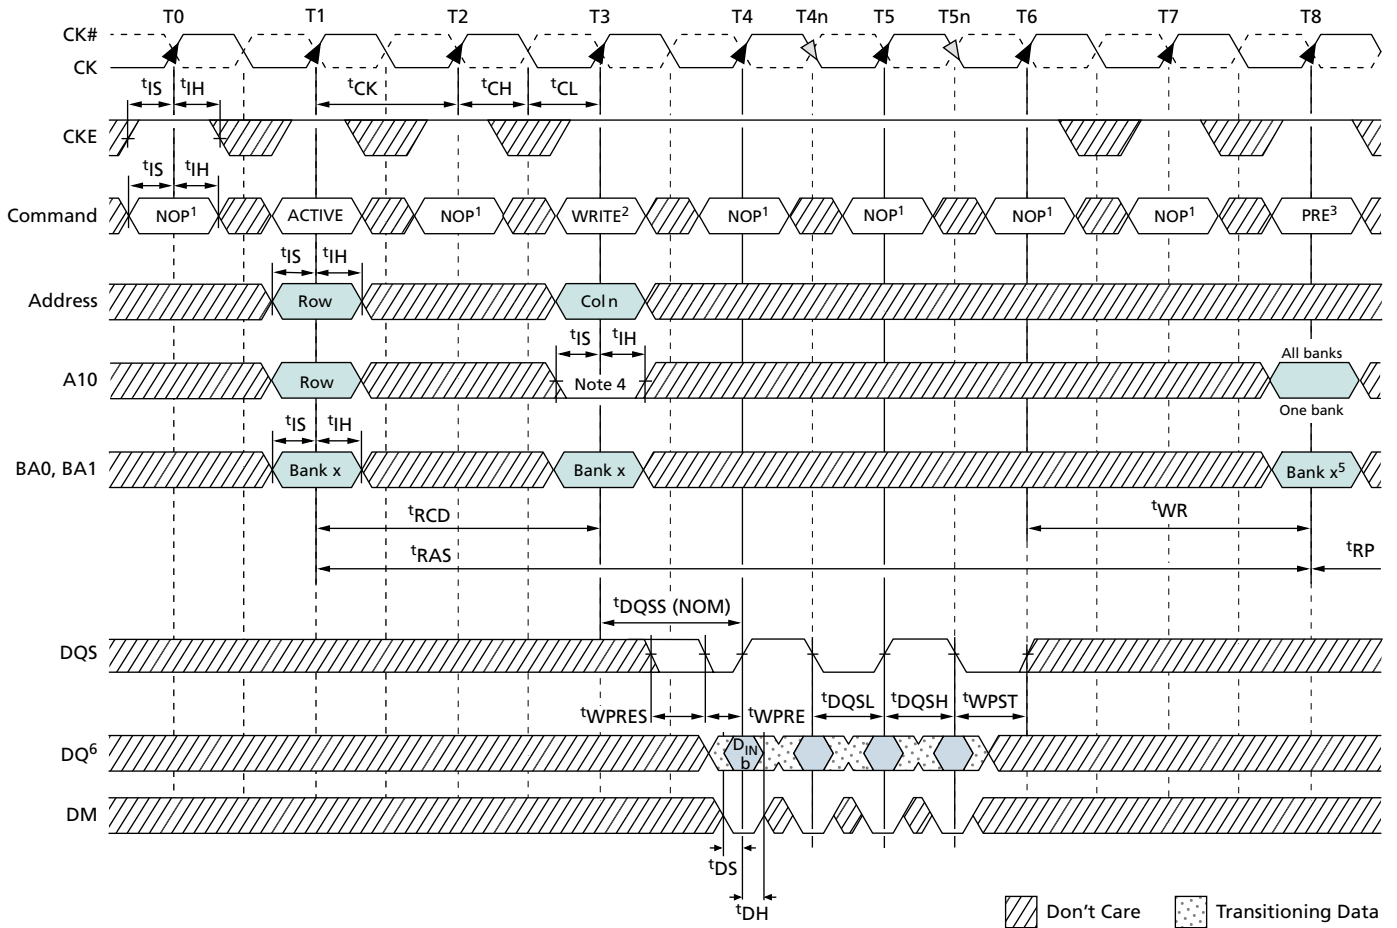 T0 T1 T2 T3 T4 T4n T5 T5n T6 T7 T8
CK#
CK
tIS tIH tCK tCH tCL
CKE
tIS tIH
Command NOP1 ACTIVE NOP1 WRITE2 NOP1 NOP1 NOP1 NOP1 PRE3
tIS tIH
Address Row Col n
tIS tIH
All banks
A10 Row Note 4
One bank
tIS tIH
BA0, BA1 Bank x Bank x Bank x5
tRCD tWR
tRAS tRP
tDQSS (NOM)
DQS
tWPRES tWPRE tDQSL tDQSH tWPST
DQ6 DIN
b
DM
tDS
tDH
Don't Care Transitioning Data